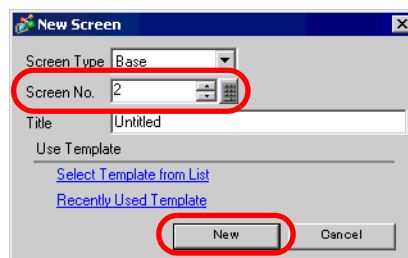 New Screen
Screen Type Base
Screen No. 2
Title Untitled
Use Template
Select Template from List
Recently Used Template
New Cancel